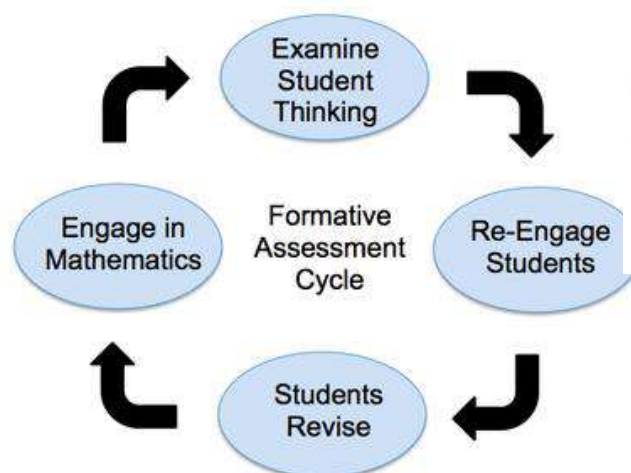 Examine
Student
Thinking
Engage in
Mathematics
Formative
Assessment
Cycle
Re-Engage
Students
Students
Revise